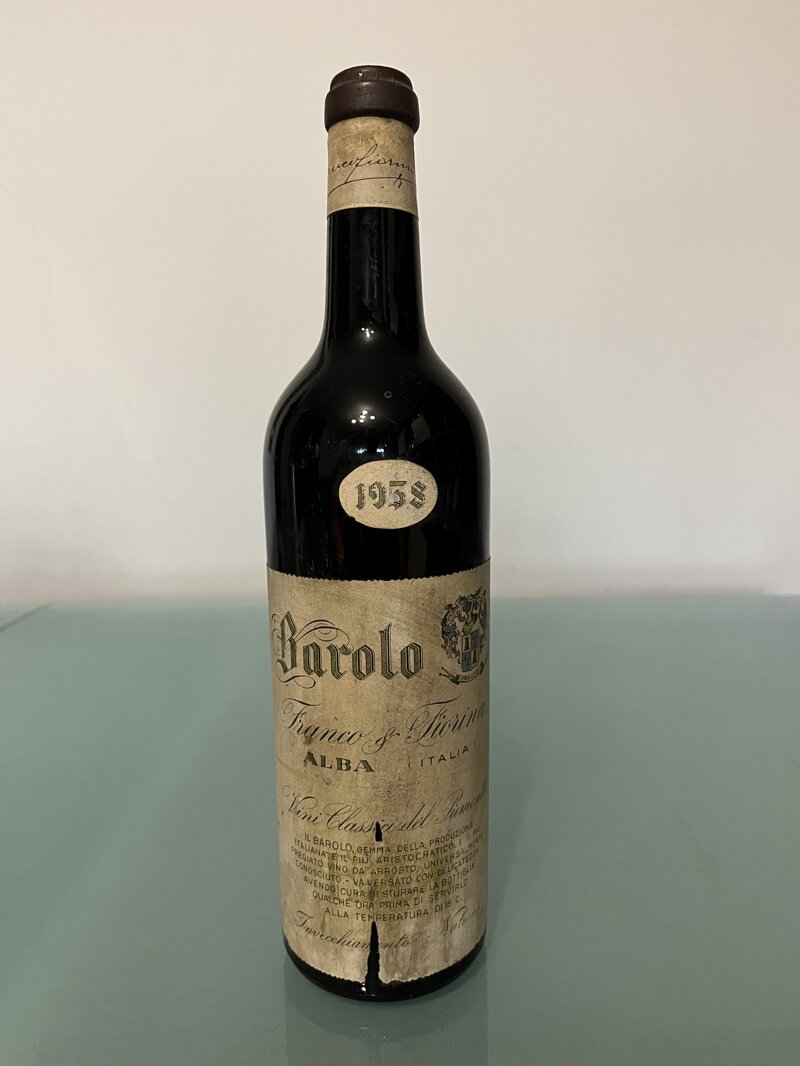 1958
Barolo
Franco & Fiorina
ALBA (ITALIA)
Vini Classici del
IL BAROLO, GEMMA DELLA PRODUZIONE
ITALIANA, E IL PIÙ ARISTOCRATICO, E IL PIÙ
PREGIATO VINO DA ARROSTO, UNIVERSALMENTE
CONOSCIUTO - VA VERSATO CON DELICATEZZA
AVENDO CURA DI STURARE LA BOTTIGLIA
QUALCHE ORA PRIMA DI SERVIRLO
ALLA TEMPERATURA DI 18 C.
Invecchiamento